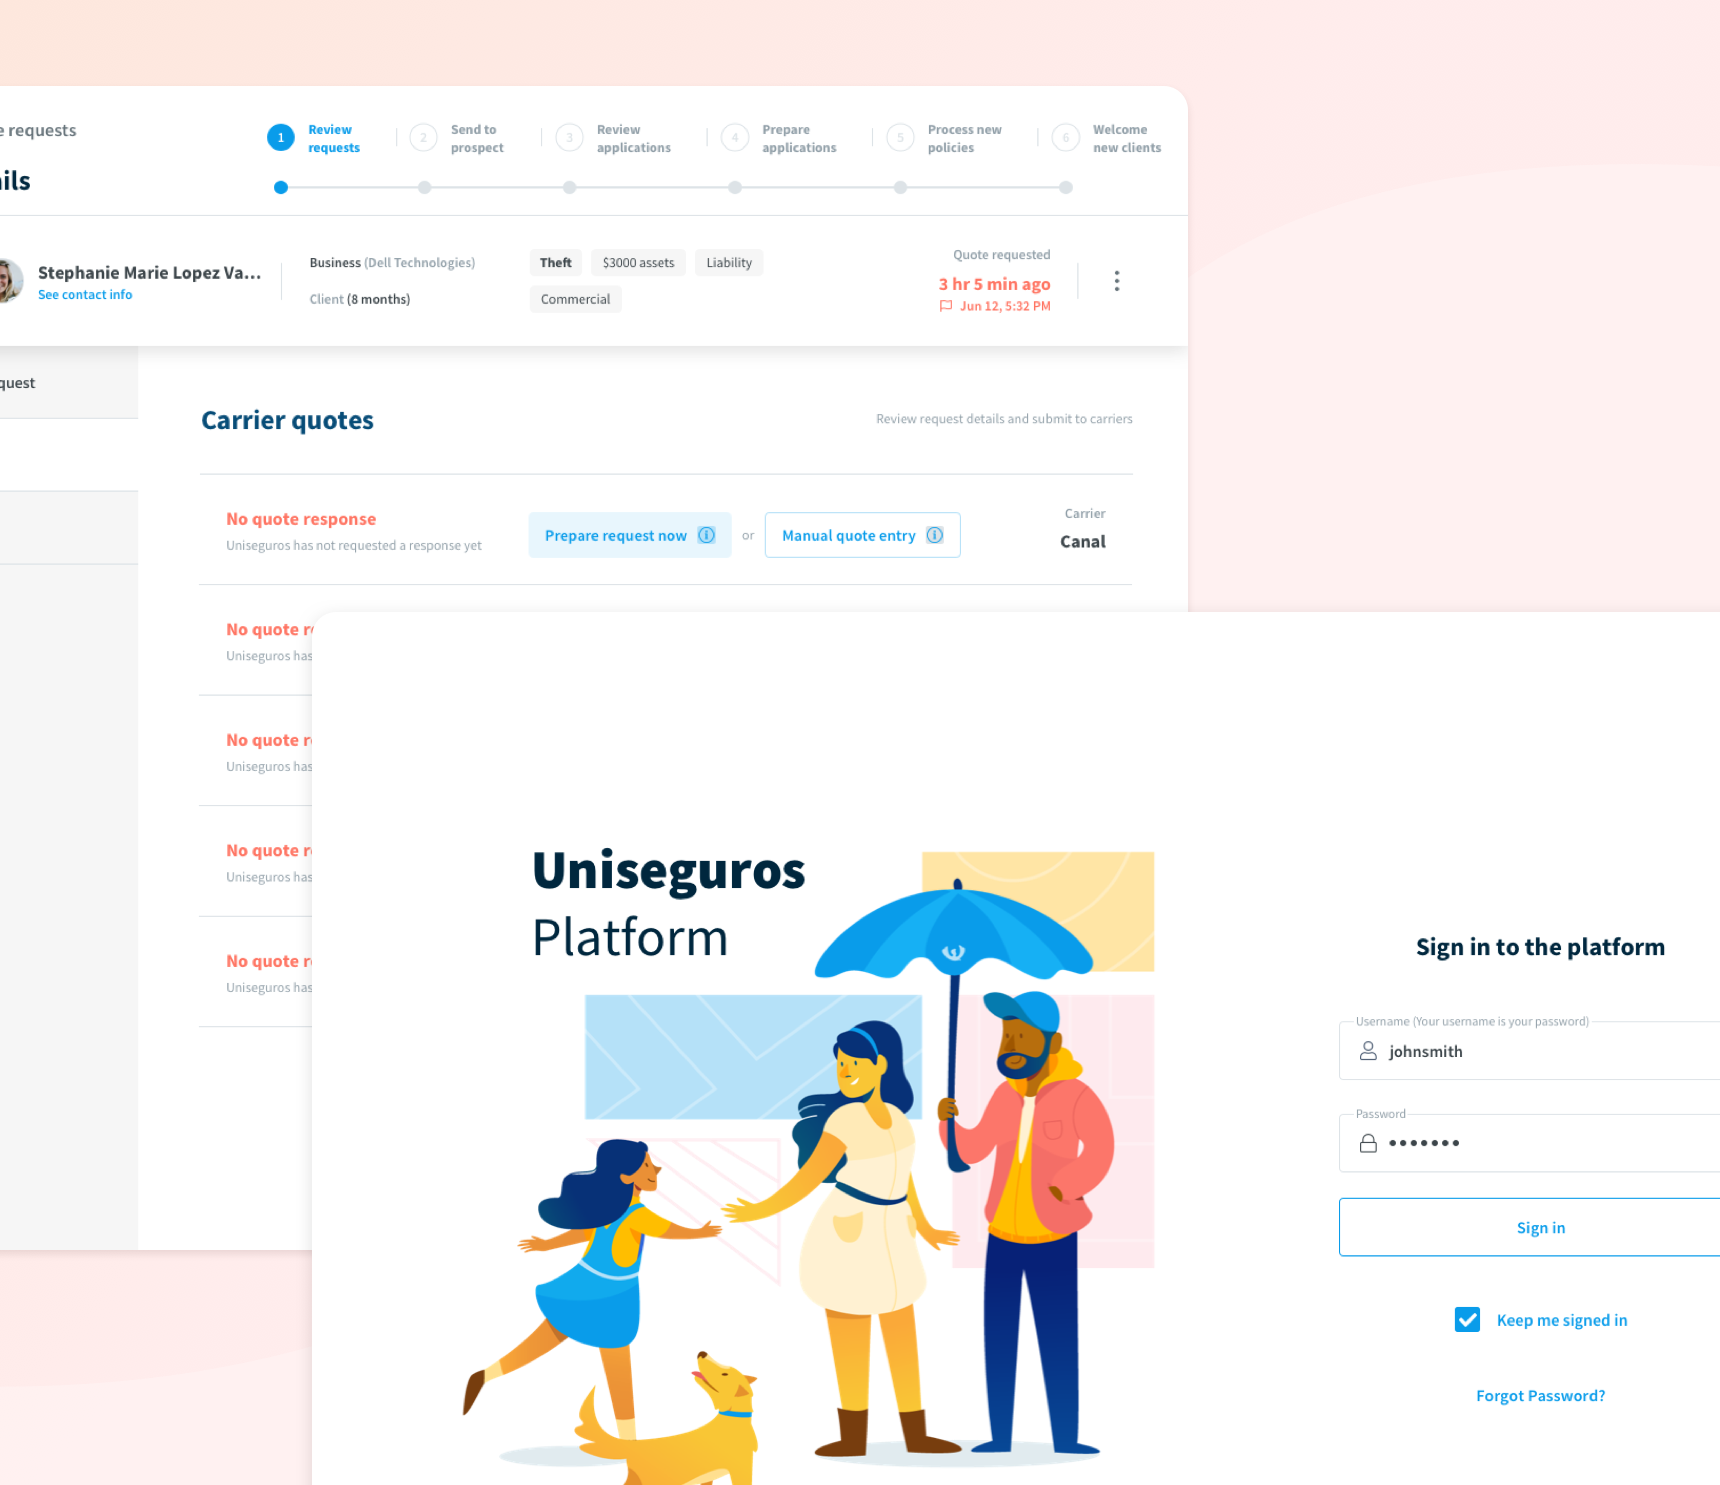 e requests
ils
1
Review
requests
2
Send to
prospect
3
Review
applications
4
Prepare
applications
5
Process new
policies
6
Welcome
new clients
Stephanie Marie Lopez Va...
See contact info
Business (Dell Technologies)
Client (8 months)
Theft
$3000 assets
Liability
Commercial
Quote requested
3 hr 5 min ago
Jun 12, 5:32 PM
quest
Carrier quotes
Review request details and submit to carriers
No quote response
Uniseguros has not requested a response yet
Prepare request now
or
Manual quote entry
Carrier
Canal
No quote r
Uniseguros has
No quote r
Uniseguros has
No quote r
Uniseguros has
No quote r
Uniseguros has
Uniseguros
Platform
Sign in to the platform
Username (Your username is your password)
johnsmith
Password
•••••••
Sign in
Keep me signed in
Forgot Password?